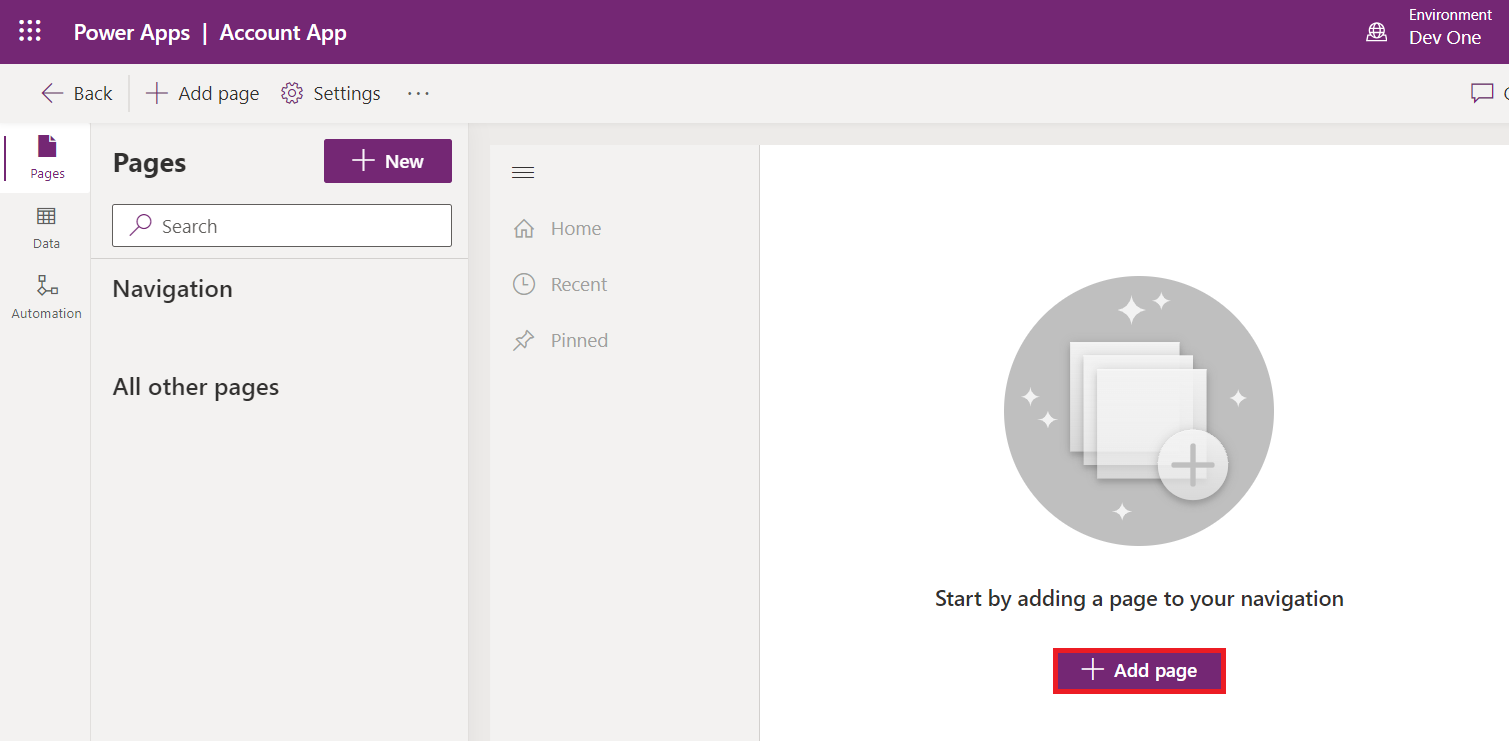 Power Apps | Account App
Environment
Dev One
Back
Add page
Settings
...
Pages
Data
Automation
Pages
New
Search
Navigation
All other pages
Home
Recent
Pinned
Start by adding a page to your navigation
Add page